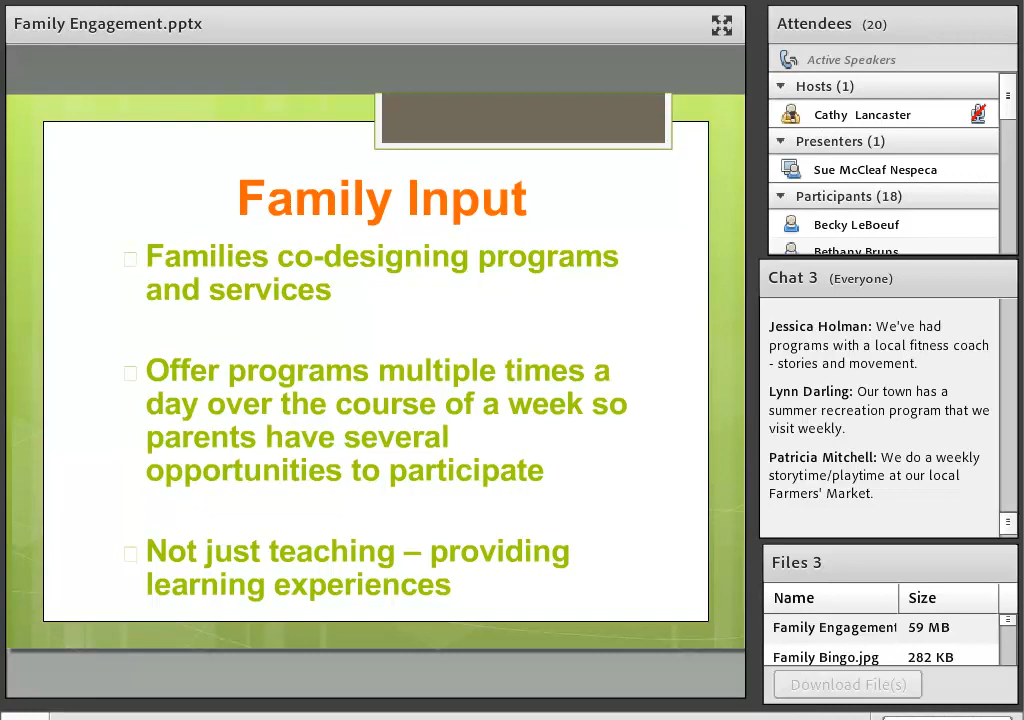 Family Engagement.pptx
Family Input
Families co-designing programs
and services
Offer programs multiple times a
day over the course of a week so
parents have several
opportunities to participate
Not just teaching – providing
learning experiences
Attendees (20)
Active Speakers
Hosts (1)
Cathy Lancaster
Presenters (1)
Sue McCleaf Nespeca
Participants (18)
Becky LeBoeuf
Bethany Bruns
Chat 3 (Everyone)
Jessica Holman: We've had
programs with a local fitness coach
- stories and movement.
Lynn Darling: Our town has a
summer recreation program that we
visit weekly.
Patricia Mitchell: We do a weekly
storytime/playtime at our local
Farmers' Market.
Files 3
Name Size
Family Engagement 59 MB
Family Bingo.jpg 282 KB
Download File(s)